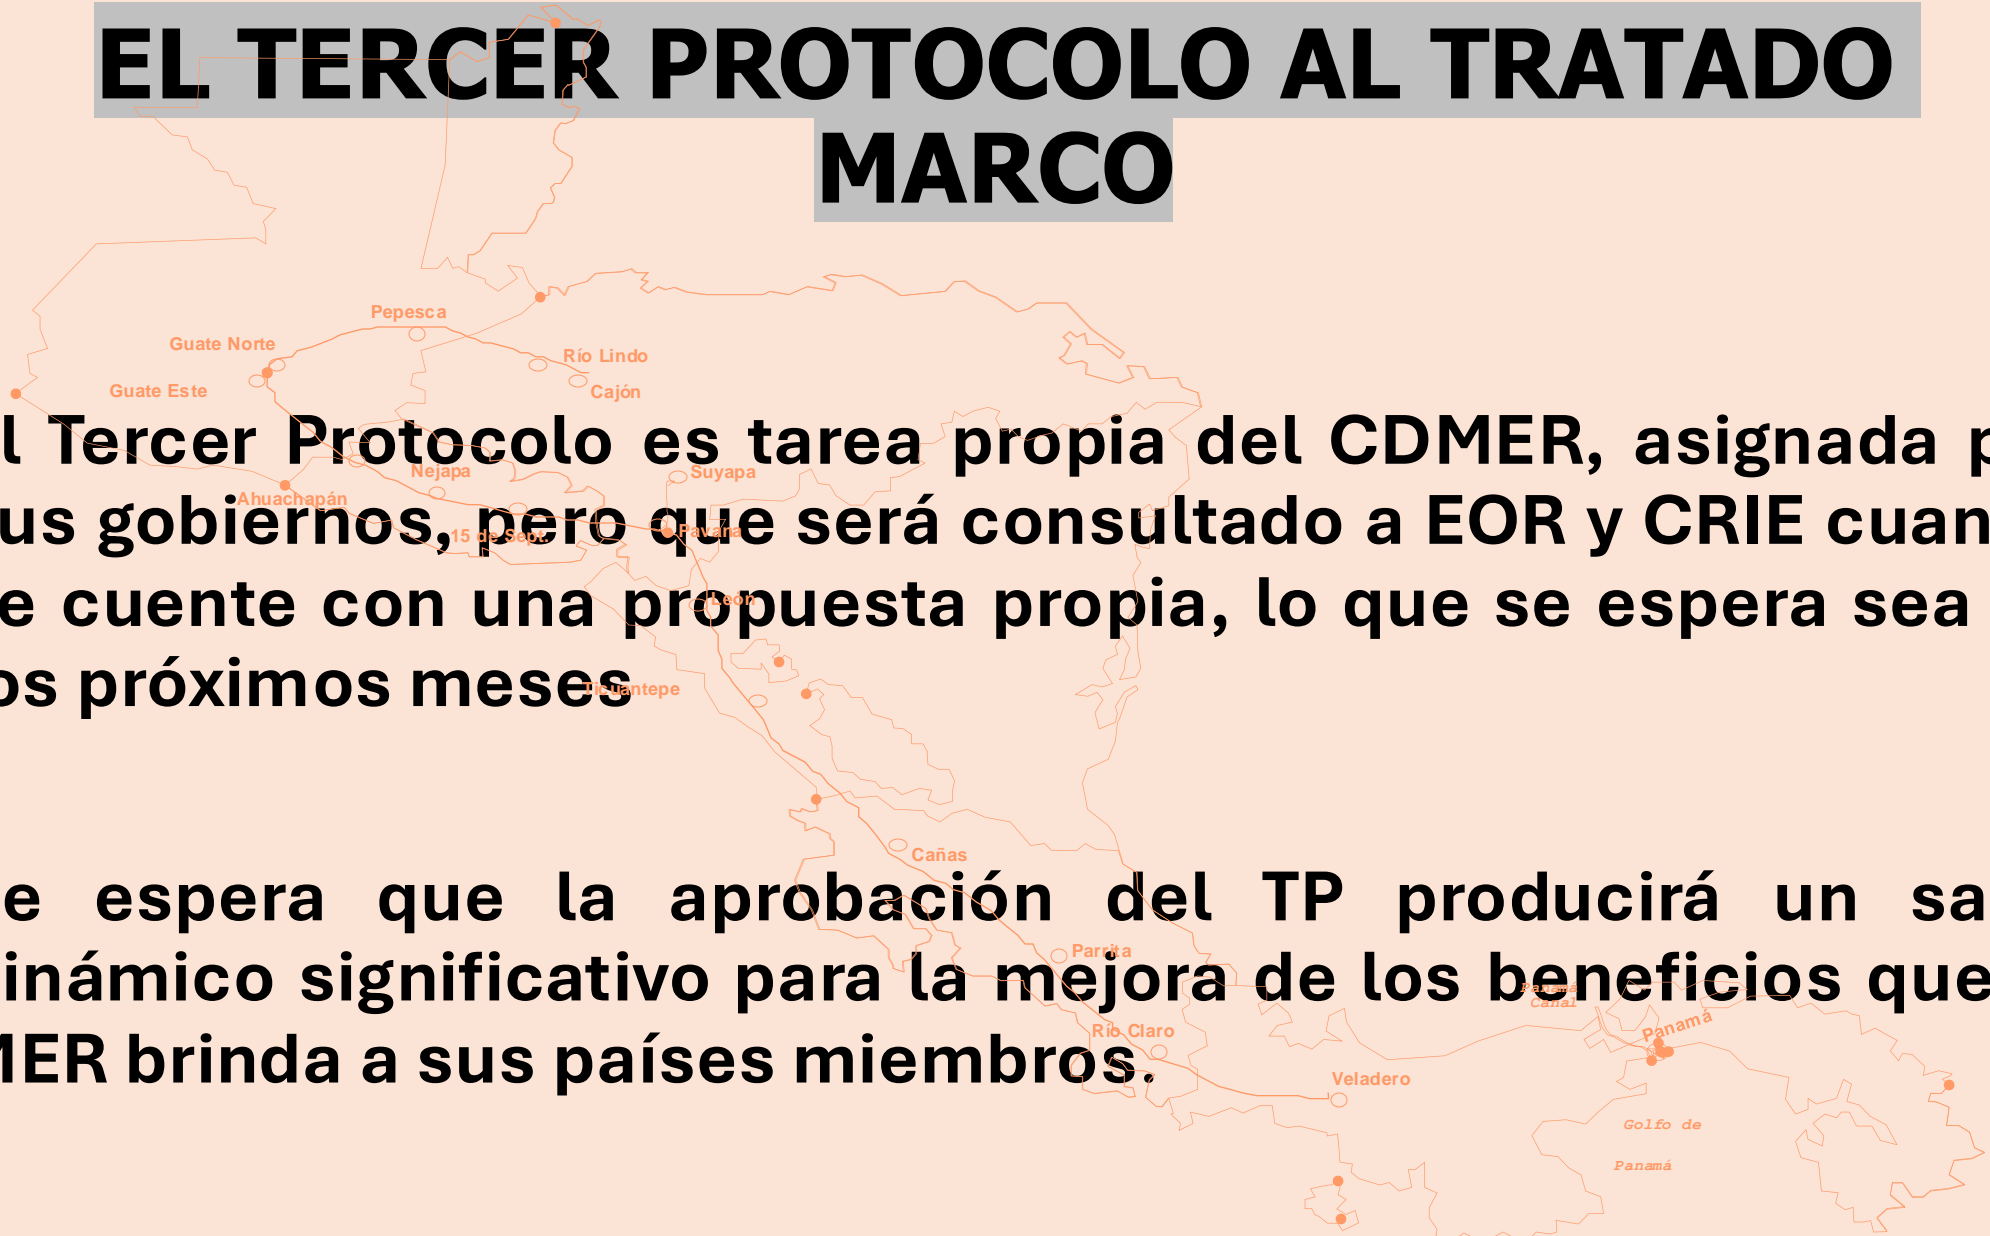 EL TERCER PROTOCOLO AL TRATADO
MARCO
Pepesca
Guate Norte
Río Lindo
Guate Este
Cajón
l Tercer Protocolo es tarea propia del CDMER, asignada p
Nejapa
Suyapa
Ahuachapán
us gobiernos, pero que será consultado a EOR y CRIE cuan
15 de Sept.
Pavana
León
e cuente con una propuesta propia, lo que se espera sea
os próximos meses
Ticuantepe
Cañas
e espera que la aprobación del TP producirá un sa
Parrita
inámico significativo para la mejora de los beneficios que
Panamá
Canal
Panamá
Río Claro
MER brinda a sus países miembros.
Veladero
Golfo de
Panamá